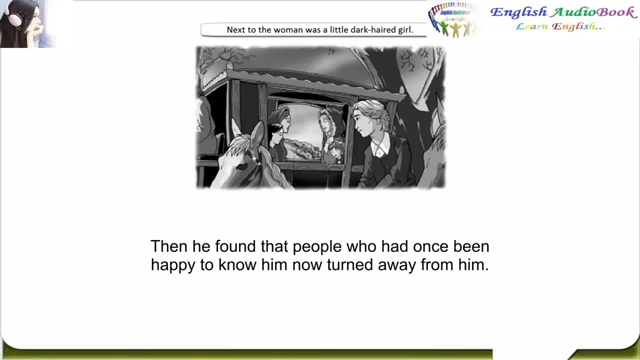 Next to the woman was a little dark-haired girl.
English AudioBook
Learn English...
Then he found that people who had once been
happy to know him now turned away from him.